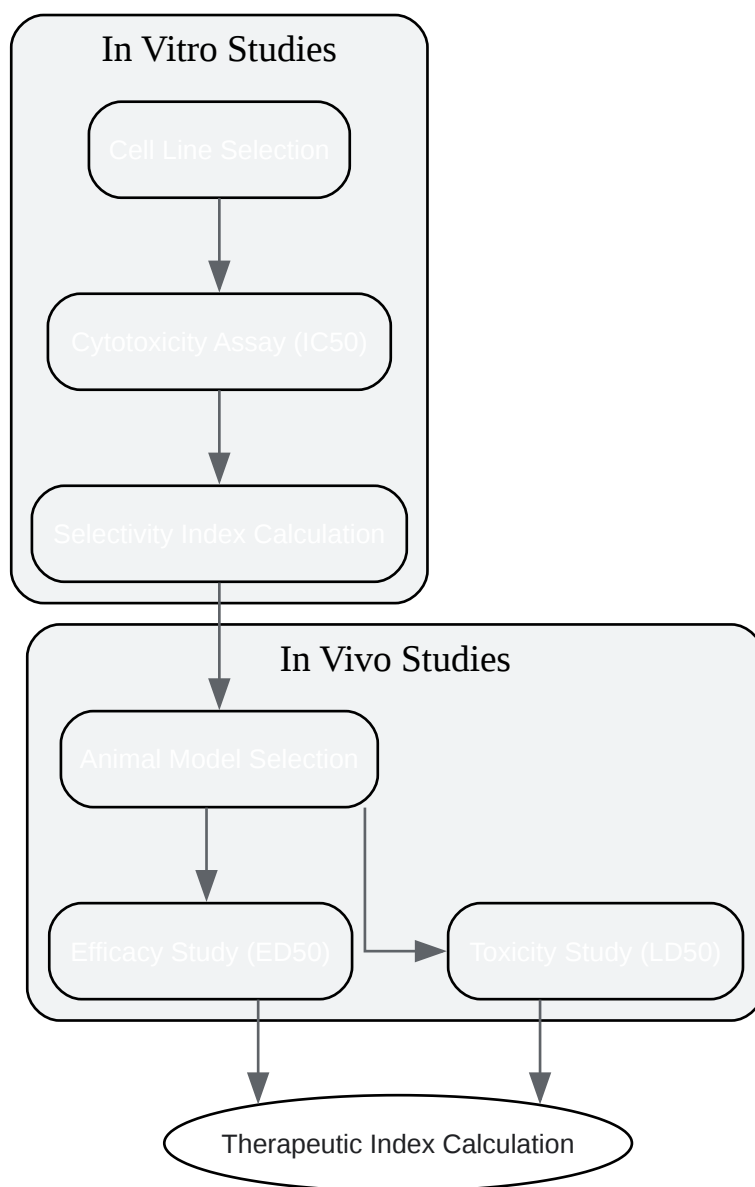 In Vitro Studies
Cell Line Selection
Cytotoxicity Assay (IC50)
Selectivity Index Calculation
In Vivo Studies
Animal Model Selection
Efficacy Study (ED50)
Toxicity Study (LD50)
Therapeutic Index Calculation